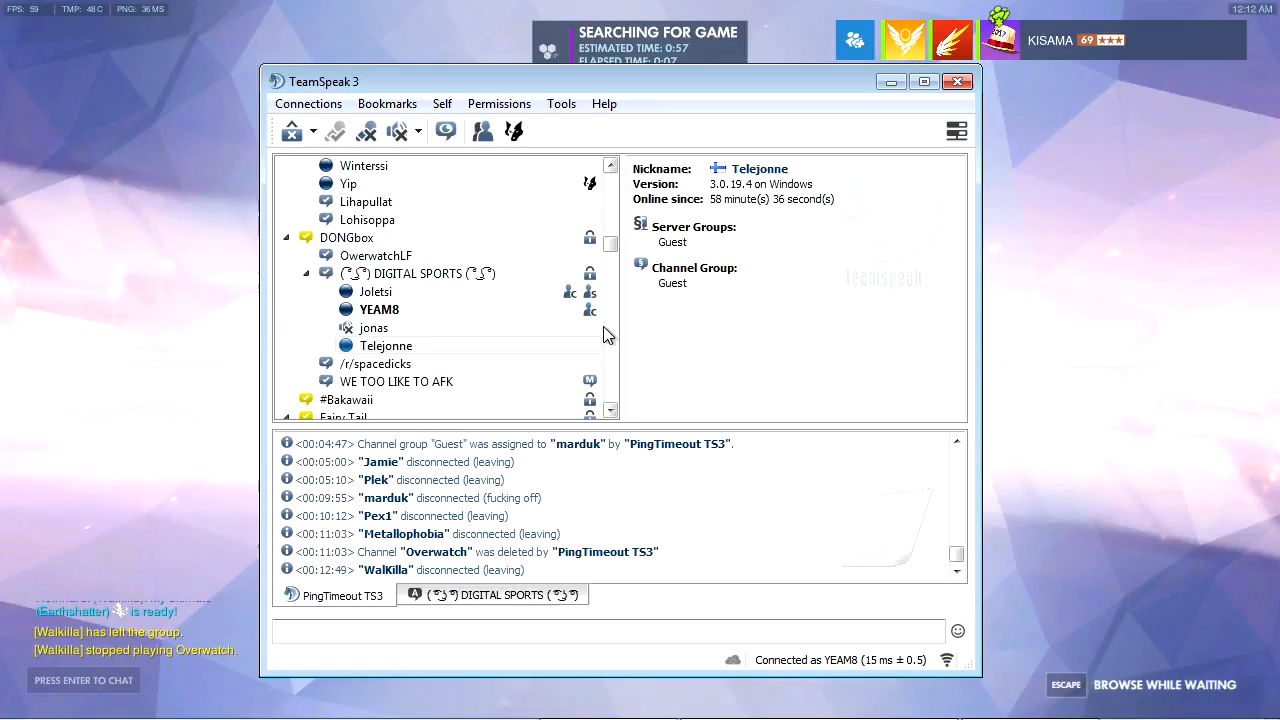 FPS: 59 TMP: 48 C PNG: 36 MS
12:12 AM
SEARCHING FOR GAME
ESTIMATED TIME: 0:57
ELAPSED TIME: 0:07
2017
KISAMA 69
TeamSpeak 3
Connections Bookmarks Self Permissions Tools Help
Winterssi
Yip
Lihapullat
Lohisoppa
DONGbox
OwerwatchLF
( ͡° ͜ʖ ͡°) DIGITAL SPORTS ( ͡° ͜ʖ ͡°)
Joletsi
YEAM8
jonas
Telejonne
/r/spacedicks
WE TOO LIKE TO AFK
#Bakawaii
Fairy Tail
Nickname: Telejonne
Version: 3.0.19.4 on Windows
Online since: 58 minute(s) 36 second(s)
Server Groups:
Guest
Channel Group:
Guest
teamspeak
<00:04:47> Channel group "Guest" was assigned to "marduk" by "PingTimeout TS3".
<00:05:00> "Jamie" disconnected (leaving)
<00:05:10> "Plek" disconnected (leaving)
<00:09:55> "marduk" disconnected (fucking off)
<00:10:12> "Pex1" disconnected (leaving)
<00:11:03> "Metallophobia" disconnected (leaving)
<00:11:03> Channel "Overwatch" was deleted by "PingTimeout TS3"
<00:12:49> "WalKilla" disconnected (leaving)
PingTimeout TS3
( ͡° ͜ʖ ͡°) DIGITAL SPORTS ( ͡° ͜ʖ ͡°)
Connected as YEAM8 (15 ms ± 0.5)
(Earthshatter) is ready!
[Walkilla] has left the group.
[Walkilla] stopped playing Overwatch.
PRESS ENTER TO CHAT
ESCAPE BROWSE WHILE WAITING